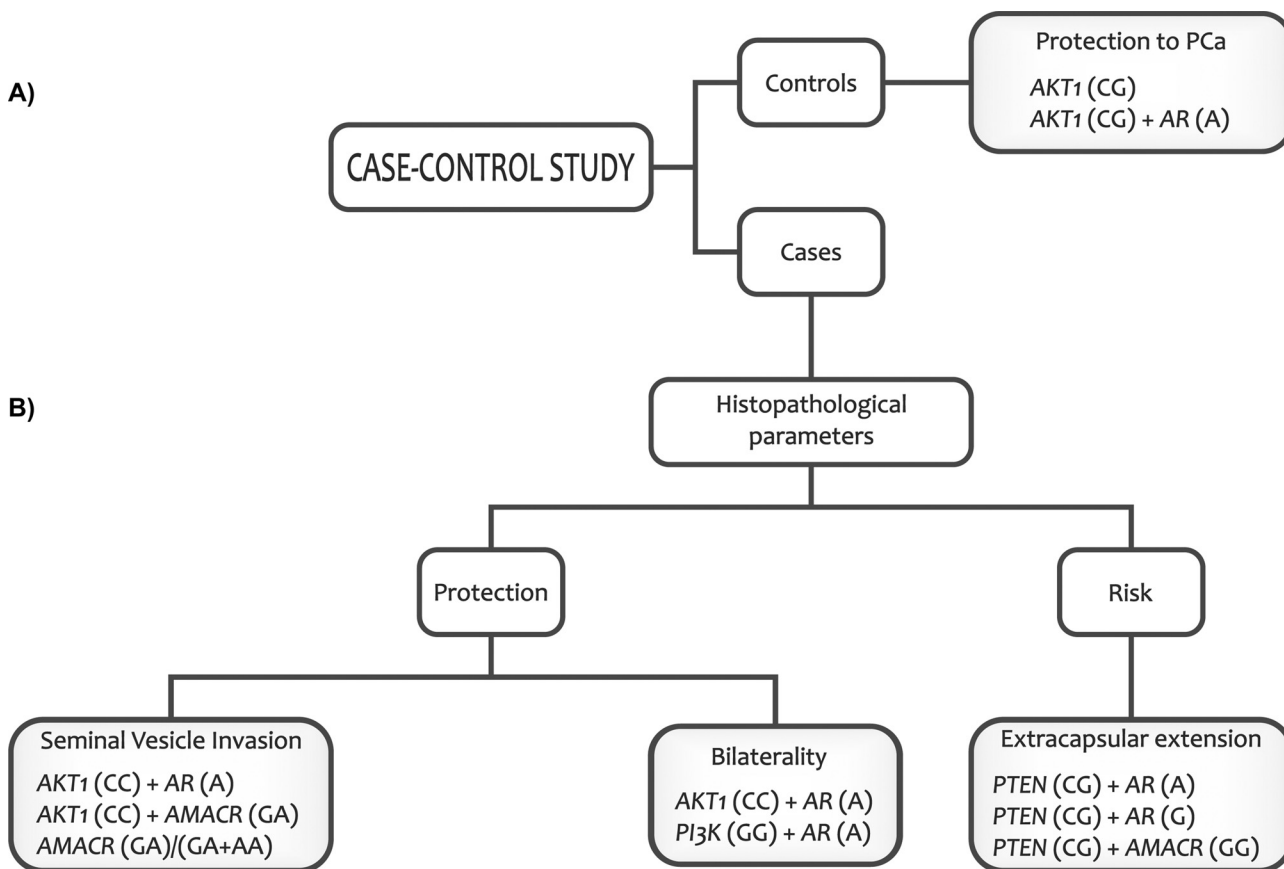 A)
CASE-CONTROL STUDY
Controls
Protection to PCa
AKT1 (CG)
AKT1 (CG) + AR (A)
Cases
B)
Histopathological
parameters
Protection
Risk
Seminal Vesicle Invasion
AKT1 (CC) + AR (A)
AKT1 (CC) + AMACR (GA)
AMACR (GA)/(GA+AA)
Bilaterality
AKT1 (CC) + AR (A)
PI3K (GG) + AR (A)
Extracapsular extension
PTEN (CG) + AR (A)
PTEN (CG) + AR (G)
PTEN (CG) + AMACR (GG)